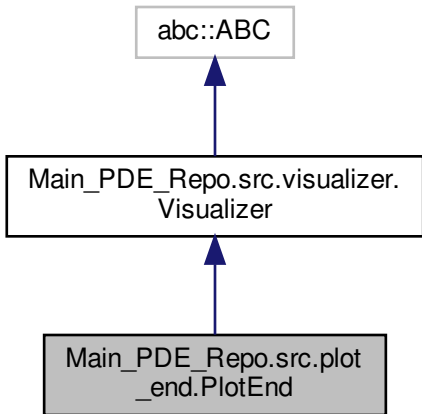 abc::ABC
Main_PDE_Repo.src.visualizer.
Visualizer
Main_PDE_Repo.src.plot
_end.PlotEnd